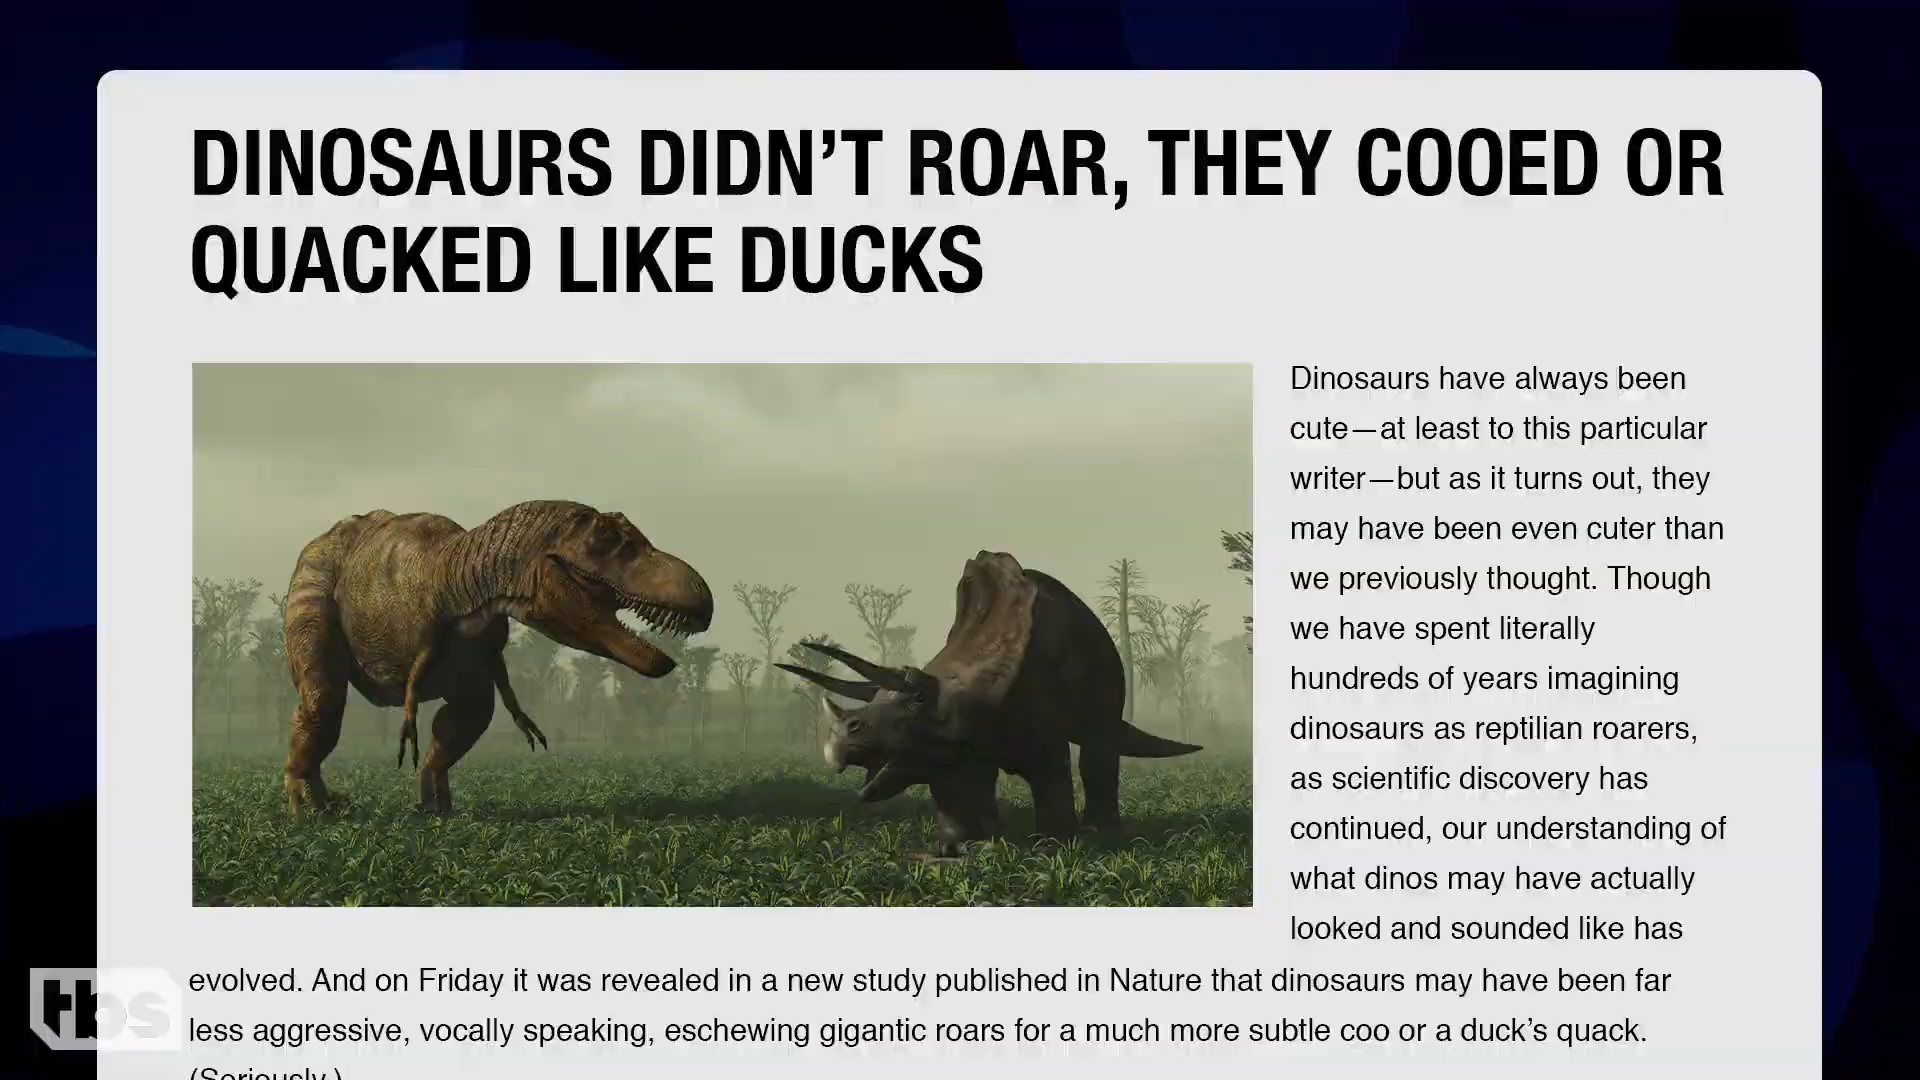 DINOSAURS DIDN’T ROAR, THEY COOED OR
QUACKED LIKE DUCKS
Dinosaurs have always been
cute—at least to this particular
writer—but as it turns out, they
may have been even cuter than
we previously thought. Though
we have spent literally
hundreds of years imagining
dinosaurs as reptilian roarers,
as scientific discovery has
continued, our understanding of
what dinos may have actually
looked and sounded like has
evolved. And on Friday it was revealed in a new study published in Nature that dinosaurs may have been far
less aggressive, vocally speaking, eschewing gigantic roars for a much more subtle coo or a duck’s quack.
(Seriously.)
tbs